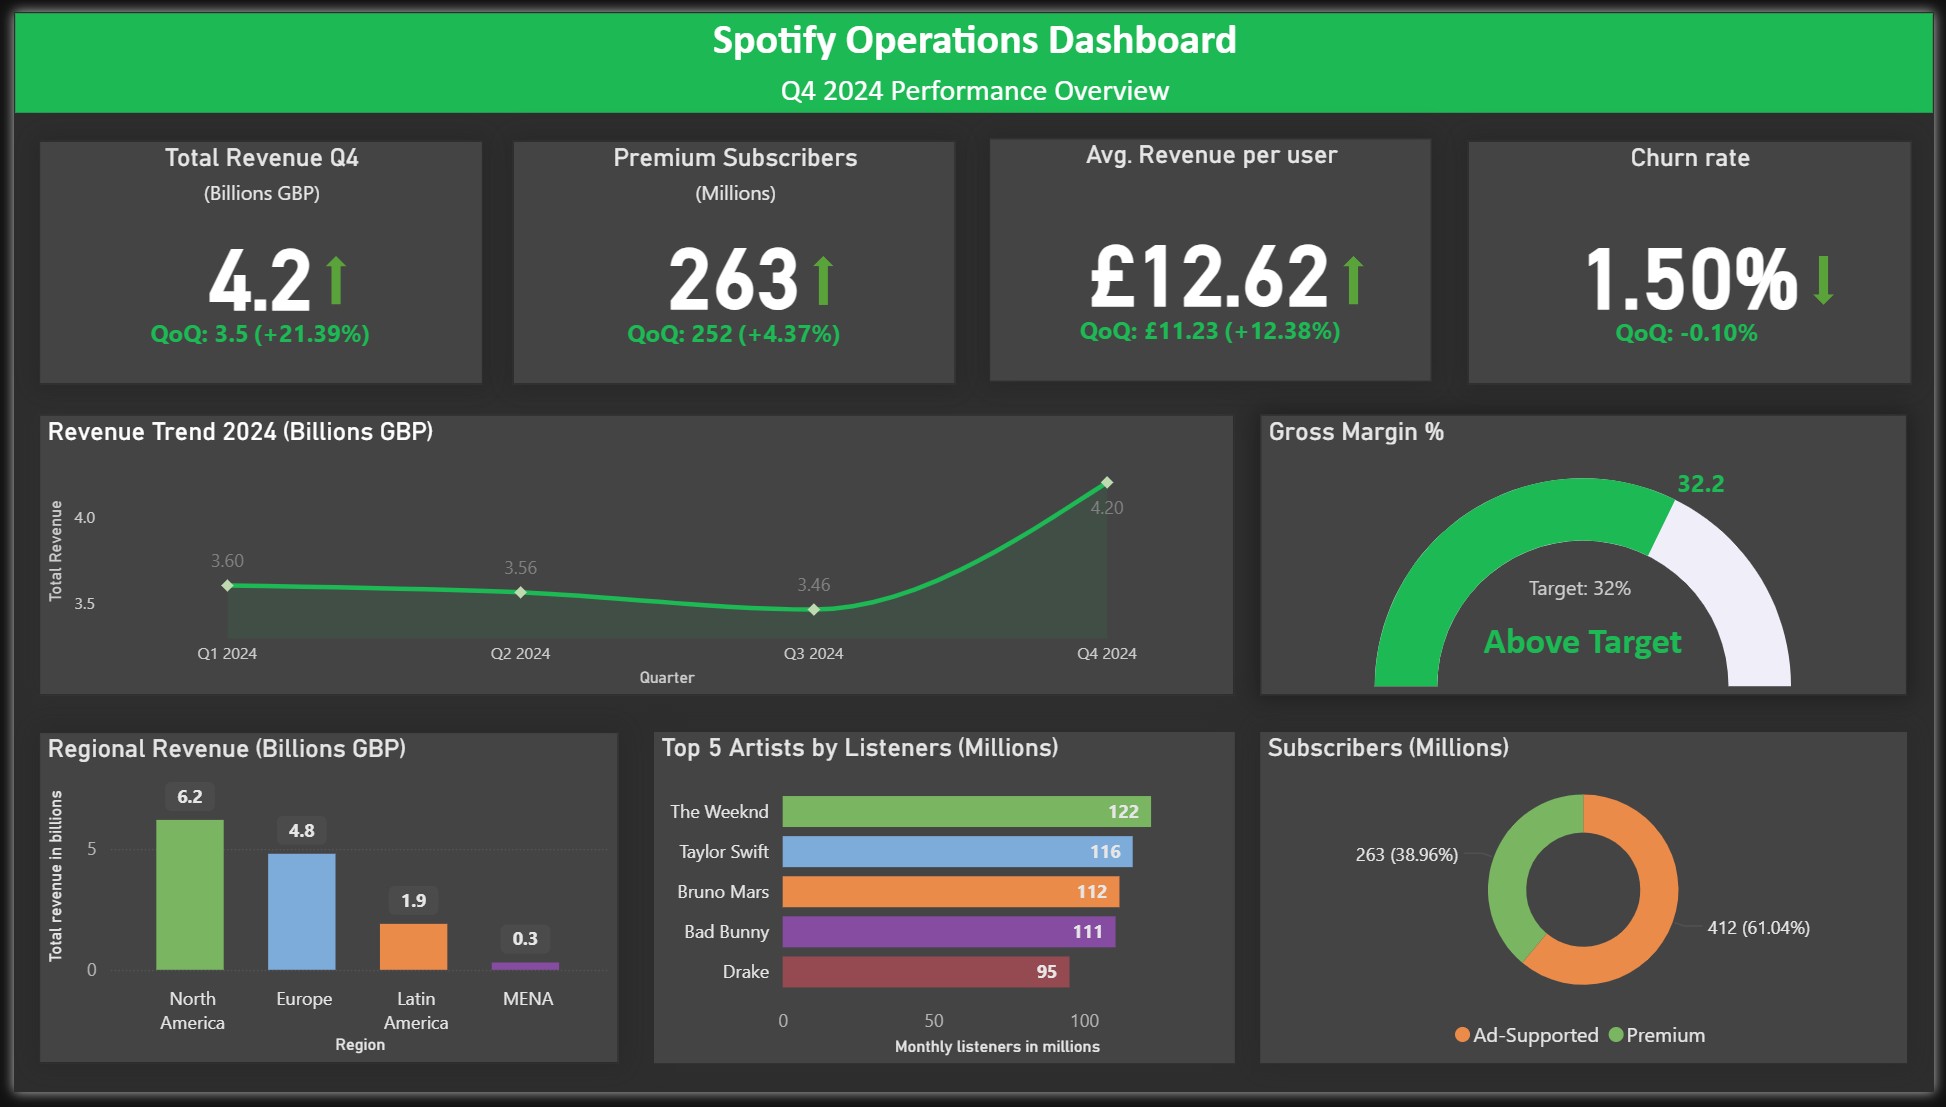 Spotify Operations Dashboard
Q4 2024 Performance Overview
Total Revenue Q4
(Billions GBP)
4.2
QoQ: 3.5 (+21.39%)
Premium Subscribers
(Millions)
263
QoQ: 252 (+4.37%)
Avg. Revenue per user
£12.62
QoQ: £11.23 (+12.38%)
Churn rate
1.50%
QoQ: -0.10%
Revenue Trend 2024 (Billions GBP)
Total Revenue
4.0
3.5
3.60
3.56
3.46
4.20
Q1 2024
Q2 2024
Q3 2024
Q4 2024
Quarter
Gross Margin %
32.2
Target: 32%
Above Target
Regional Revenue (Billions GBP)
Total revenue in billions
5
0
6.2
4.8
1.9
0.3
North
America
Europe
Latin
America
MENA
Region
Top 5 Artists by Listeners (Millions)
The Weeknd 122
Taylor Swift 116
Bruno Mars 112
Bad Bunny 111
Drake 95
0 50 100
Monthly listeners in millions
Subscribers (Millions)
263 (38.96%)
412 (61.04%)
Ad-Supported Premium